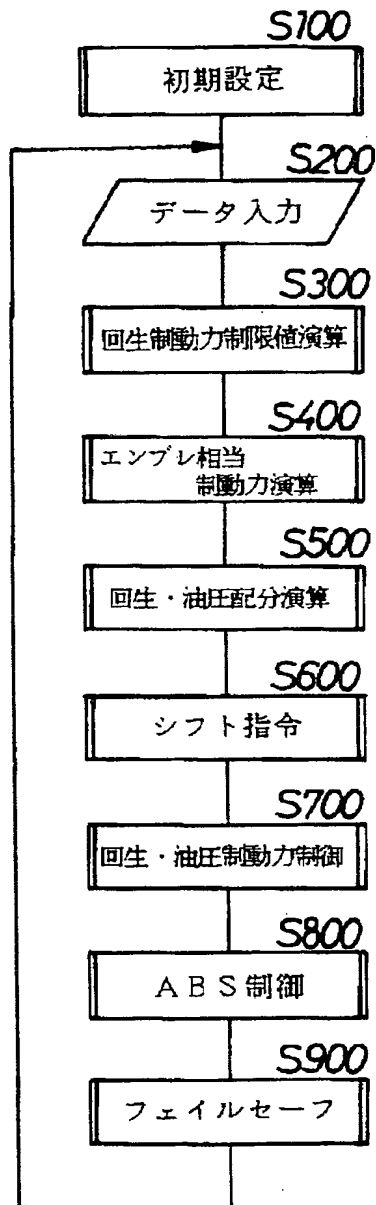 S100
初期設定
S200
データ入力
S300
回生制動力制限値演算
S400
エンブレ相当
制動力演算
S500
回生・油圧配分演算
S600
シフト指令
S700
回生・油圧制動力制御
S800
ABS制御
S900
フェイルセーフ